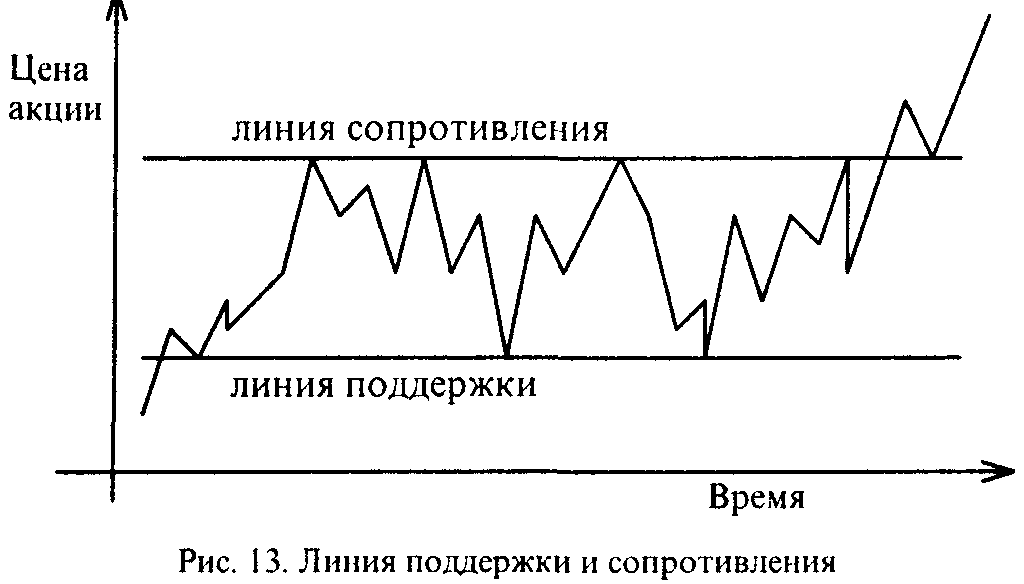 Цена
акции
линия сопротивления
линия поддержки
Время
Рис. 13. Линия поддержки и сопротивления